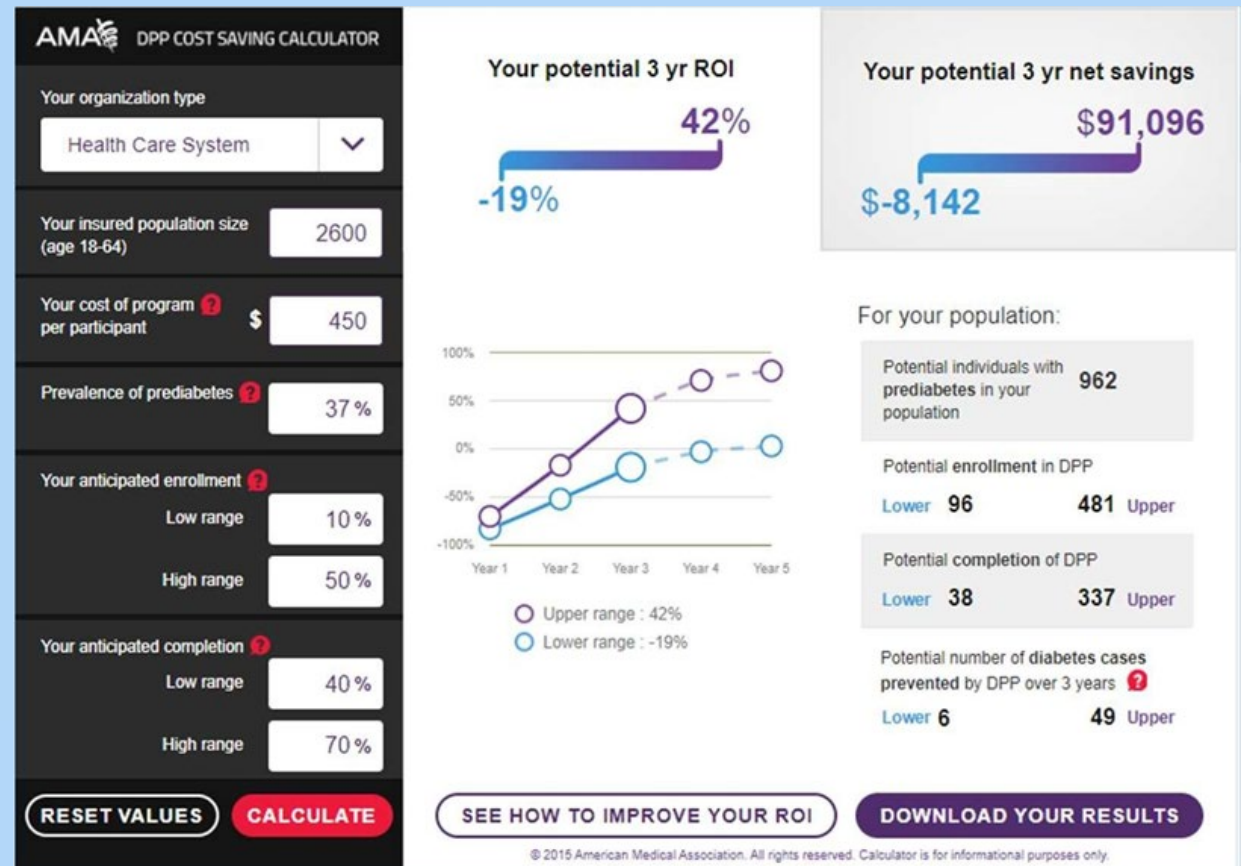 AMA DPP COST SAVING CALCULATOR
Your organization type
Health Care System
Your insured population size
(age 18-64)
2600
Your cost of program ?
per participant
$ 450
Prevalence of prediabetes ?
37 %
Your anticipated enrollment ?
Low range 10 %
High range 50 %
Your anticipated completion ?
Low range 40 %
High range 70 %
RESET VALUES
CALCULATE
Your potential 3 yr ROI
42%
-19%
Your potential 3 yr net savings
$91,096
$-8,142
100%
50%
0%
-50%
-100%
Year 1 Year 2 Year 3 Year 4 Year 5
Upper range : 42%
Lower range : -19%
For your population:
Potential individuals with
prediabetes in your
population
962
Potential enrollment in DPP
Lower 96 481 Upper
Potential completion of DPP
Lower 38 337 Upper
Potential number of diabetes cases
prevented by DPP over 3 years ?
Lower 6 49 Upper
SEE HOW TO IMPROVE YOUR ROI
DOWNLOAD YOUR RESULTS
© 2015 American Medical Association. All rights reserved. Calculator is for informational purposes only.